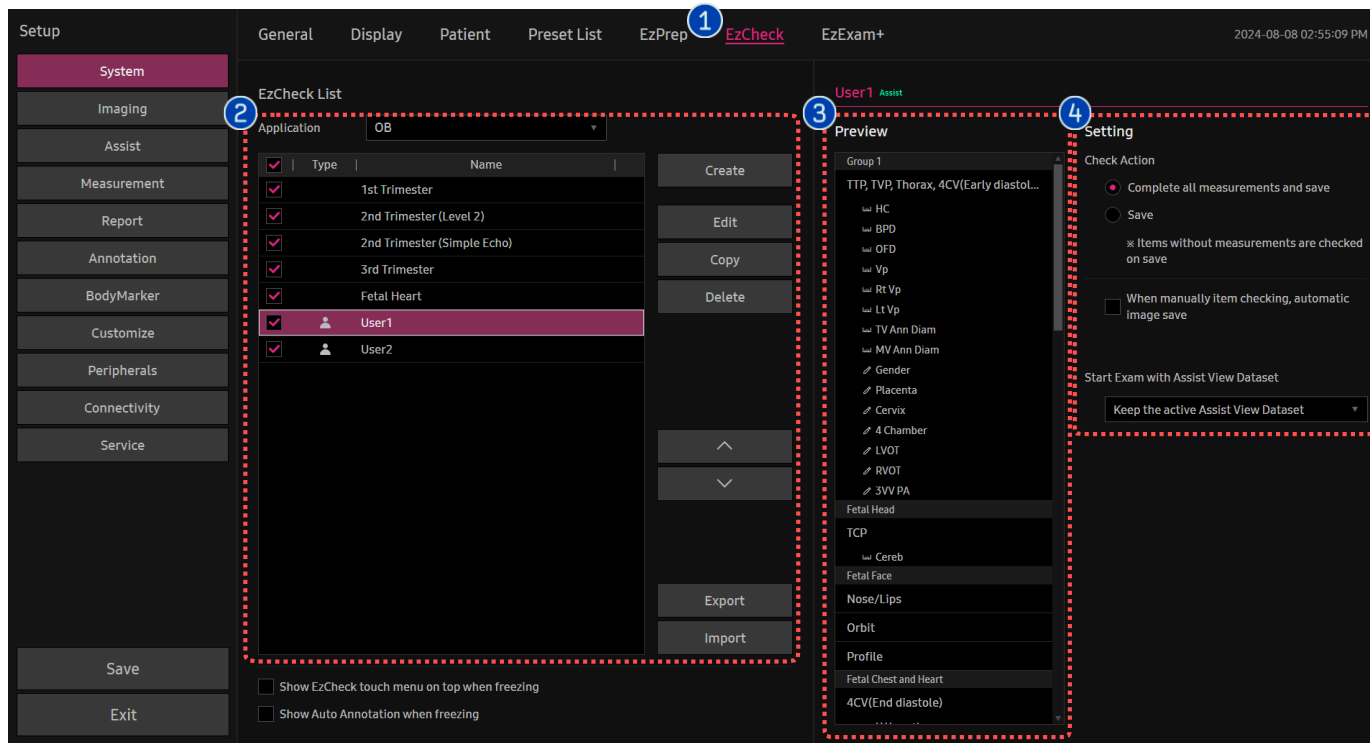 Setup
General
Display
Patient
Preset List
EzPrep
1
EzCheck
EzExam+
2024-08-08 02:55:09 PM
System
Imaging
Assist
Measurement
Report
Annotation
BodyMarker
Customize
Peripherals
Connectivity
Service
Save
Exit
EzCheck List
2
Application
OB
Type
Name
1st Trimester
2nd Trimester (Level 2)
2nd Trimester (Simple Echo)
3rd Trimester
Fetal Heart
User1
User2
Create
Edit
Copy
Delete
Export
Import
Show EzCheck touch menu on top when freezing
Show Auto Annotation when freezing
User1 Assist
3
Preview
Group 1
TTP, TVP, Thorax, 4CV(Early diastol...
HC
BPD
OFD
Vp
Rt Vp
Lt Vp
TV Ann Diam
MV Ann Diam
Gender
Placenta
Cervix
4 Chamber
LVOT
RVOT
3VV PA
Fetal Head
TCP
Cereb
Fetal Face
Nose/Lips
Orbit
Profile
Fetal Chest and Heart
4CV(End diastole)
4
Setting
Check Action
Complete all measurements and save
Save
※ Items without measurements are checked
on save
When manually item checking, automatic
image save
Start Exam with Assist View Dataset
Keep the active Assist View Dataset